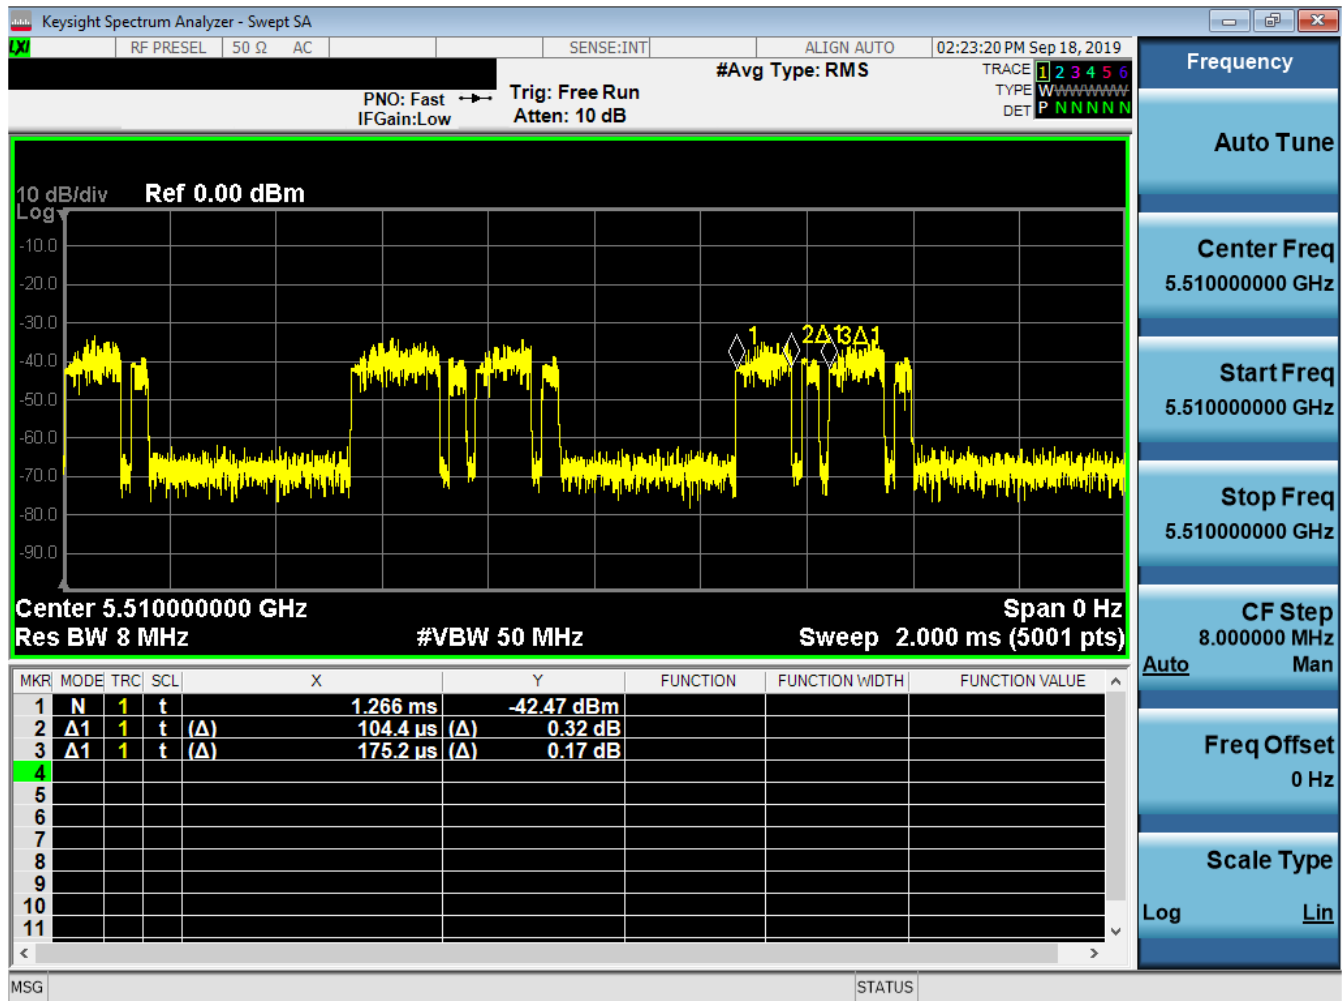 Keysight Spectrum Analyzer - Swept SA
LXI RF PRESEL 50 Ω AC SENSE:INT ALIGN AUTO 02:23:20 PM Sep 18, 2019
#Avg Type: RMS
PNO: Fast
IFGain:Low
Trig: Free Run
Atten: 10 dB
TRACE 1 2 3 4 5 6
TYPE WWWWWW
DET P N N N N N
10 dB/div
Log
Ref 0.00 dBm
-10.0
-20.0
-30.0
-40.0
-50.0
-60.0
-70.0
-80.0
-90.0
1 2Δ1 3Δ1
Center 5.510000000 GHz
Span 0 Hz
Res BW 8 MHz
#VBW 50 MHz
Sweep 2.000 ms (5001 pts)
MKR MODE TRC SCL X Y FUNCTION FUNCTION WIDTH FUNCTION VALUE
1 N 1 t 1.266 ms -42.47 dBm
2 Δ1 1 t (Δ) 104.4 µs (Δ) 0.32 dB
3 Δ1 1 t (Δ) 175.2 µs (Δ) 0.17 dB
4
5
6
7
8
9
10
11
MSG
STATUS
Frequency
Auto Tune
Center Freq
5.510000000 GHz
Start Freq
5.510000000 GHz
Stop Freq
5.510000000 GHz
CF Step
8.000000 MHz
Auto Man
Freq Offset
0 Hz
Scale Type
Log Lin